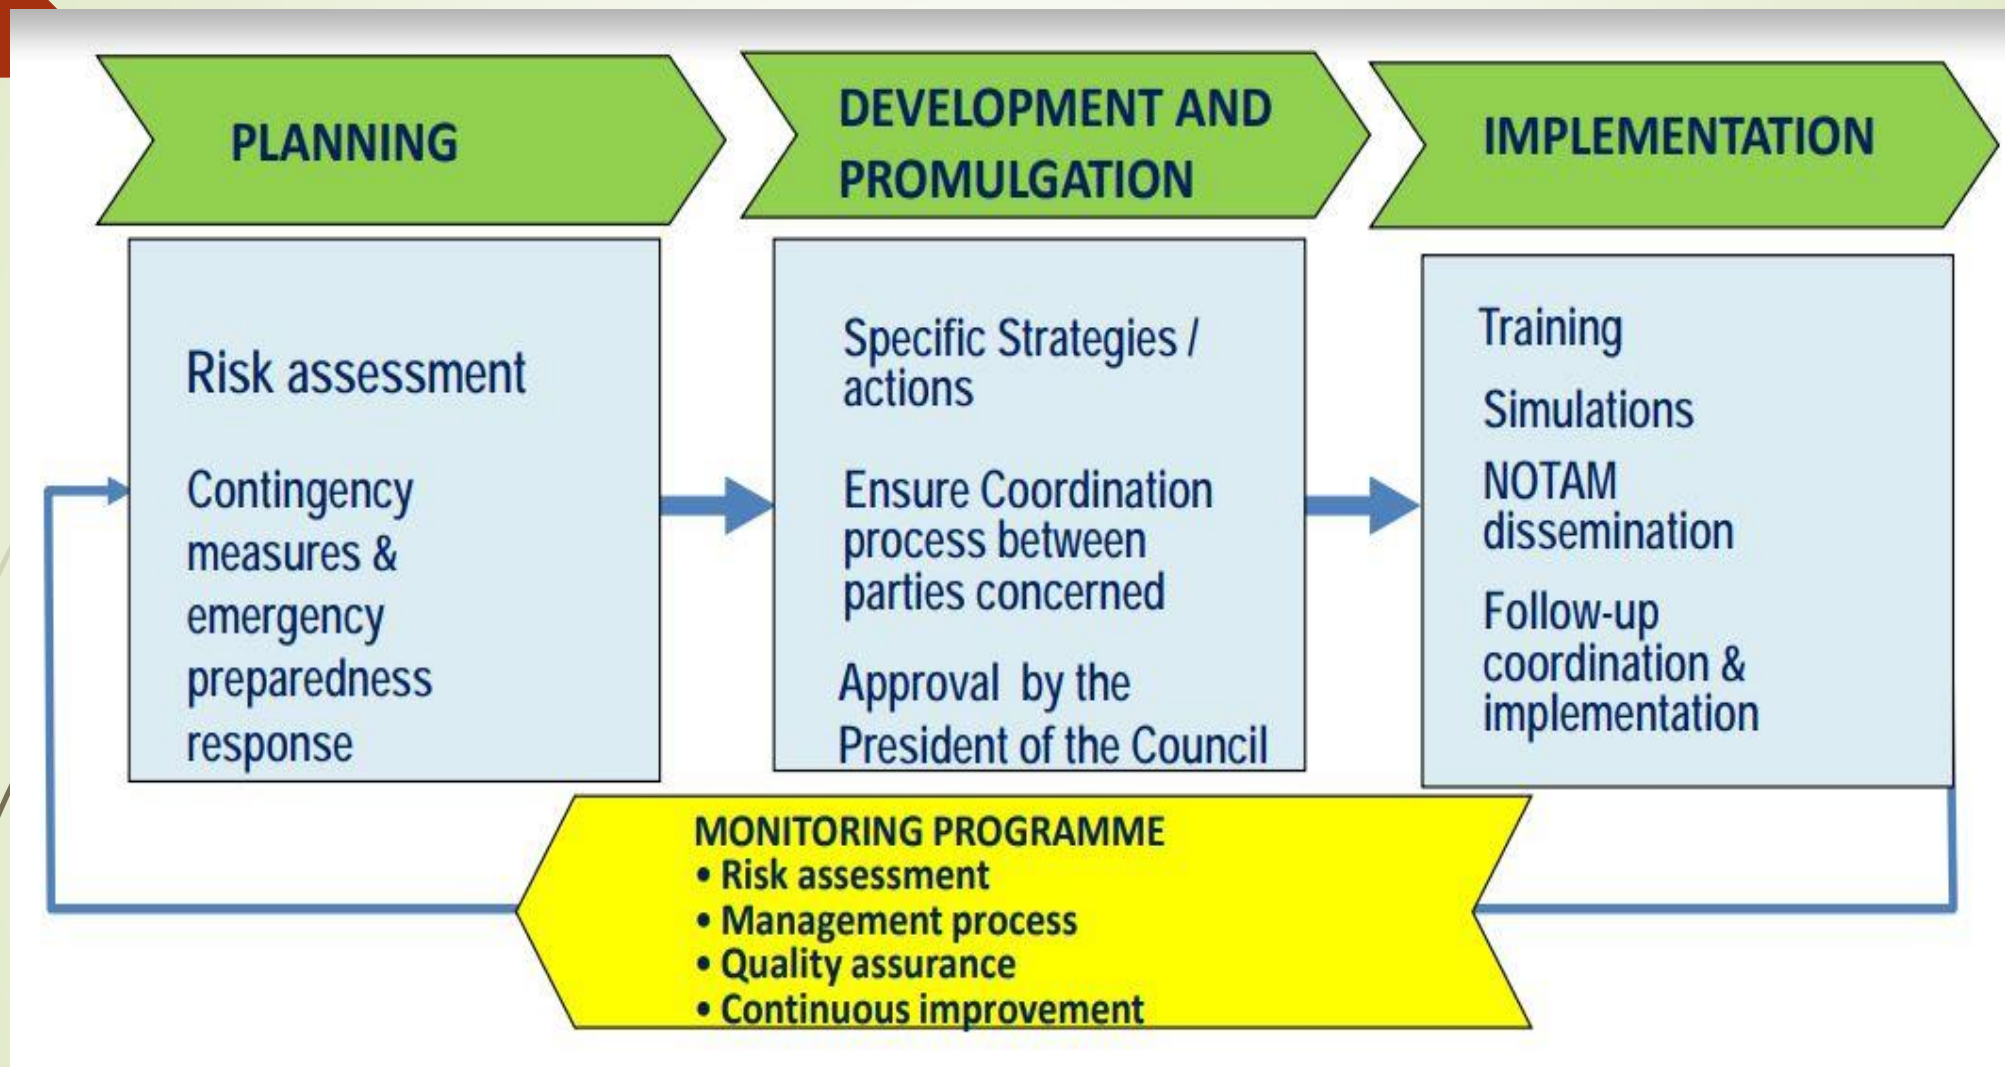 PLANNING
Risk assessment
Contingency
measures &
emergency
preparedness
response
DEVELOPMENT AND
PROMULGATION
Specific Strategies /
actions
Ensure Coordination
process between
parties concerned
Approval by the
President of the Council
IMPLEMENTATION
Training
Simulations
NOTAM
dissemination
Follow-up
coordination &
implementation
MONITORING PROGRAMME
• Risk assessment
• Management process
• Quality assurance
• Continuous improvement